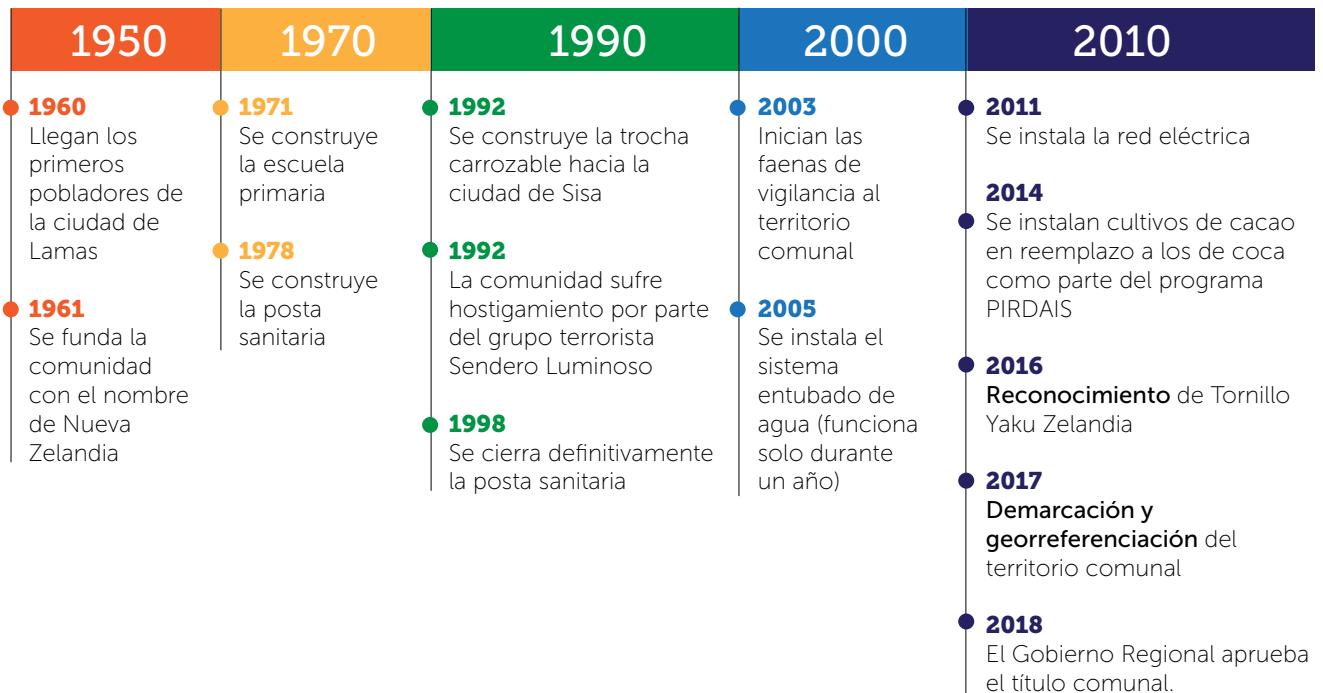 1950
1960
Llegan los
primeros
pobladores de
la ciudad de
Lamas
1961
Se funda la
comunidad
con el nombre
de Nueva
Zelandia
1970
1971
Se construye
la escuela
primaria
1978
Se construye
la posta
sanitaria
1990
1992
Se construye la trocha
carrozable hacia la
ciudad de Sisa
1992
La comunidad sufre
hostigamiento por parte
del grupo terrorista
Sendero Luminoso
1998
Se cierra definitivamente
la posta sanitaria
2000
2003
Inician las
faenas de
vigilancia al
territorio
comunal
2005
Se instala el
sistema
entubado de
agua (funciona
solo durante
un año)
2010
2011
Se instala la red eléctrica
2014
Se instalan cultivos de cacao
en reemplazo a los de coca
como parte del programa
PIRDAIS
2016
Reconocimiento de Tornillo
Yaku Zelandia
2017
Demarcación y
georreferenciación del
territorio comunal
2018
El Gobierno Regional aprueba
el título comunal.